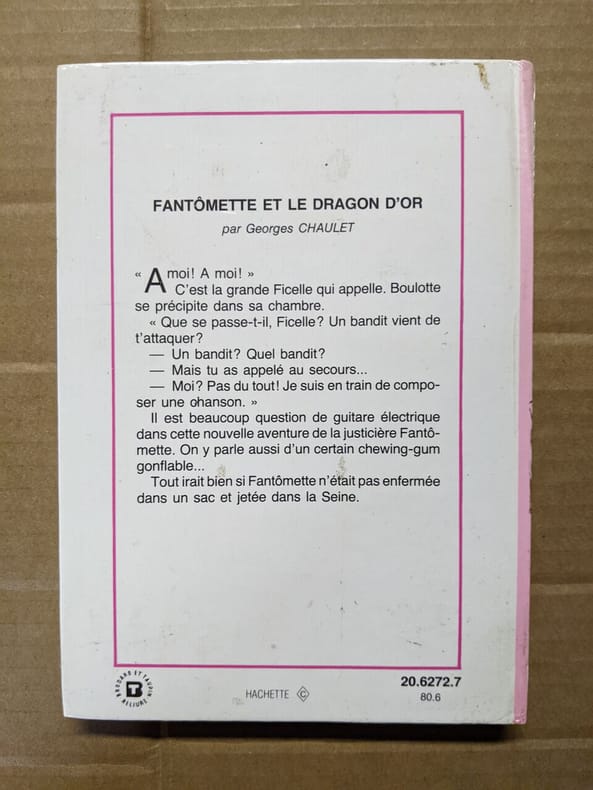 FANTÔMETTE ET LE DRAGON D'OR
par Georges CHAULET
« A moi! A moi! »
C'est la grande Ficelle qui appelle. Boulotte
se précipite dans sa chambre.
« Que se passe-t-il, Ficelle? Un bandit vient de
t'attaquer?
— Un bandit? Quel bandit?
— Mais tu as appelé au secours...
— Moi? Pas du tout! Je suis en train de compo-
ser une chanson. »
Il est beaucoup question de guitare électrique
dans cette nouvelle aventure de la justicière Fantô-
mette. On y parle aussi d'un certain chewing-gum
gonflable...
Tout irait bien si Fantômette n'était pas enfermée
dans un sac et jetée dans la Seine.
BRODARD ET TAUPIN
RELIURE
HACHETTE C
20.6272.7
80.6